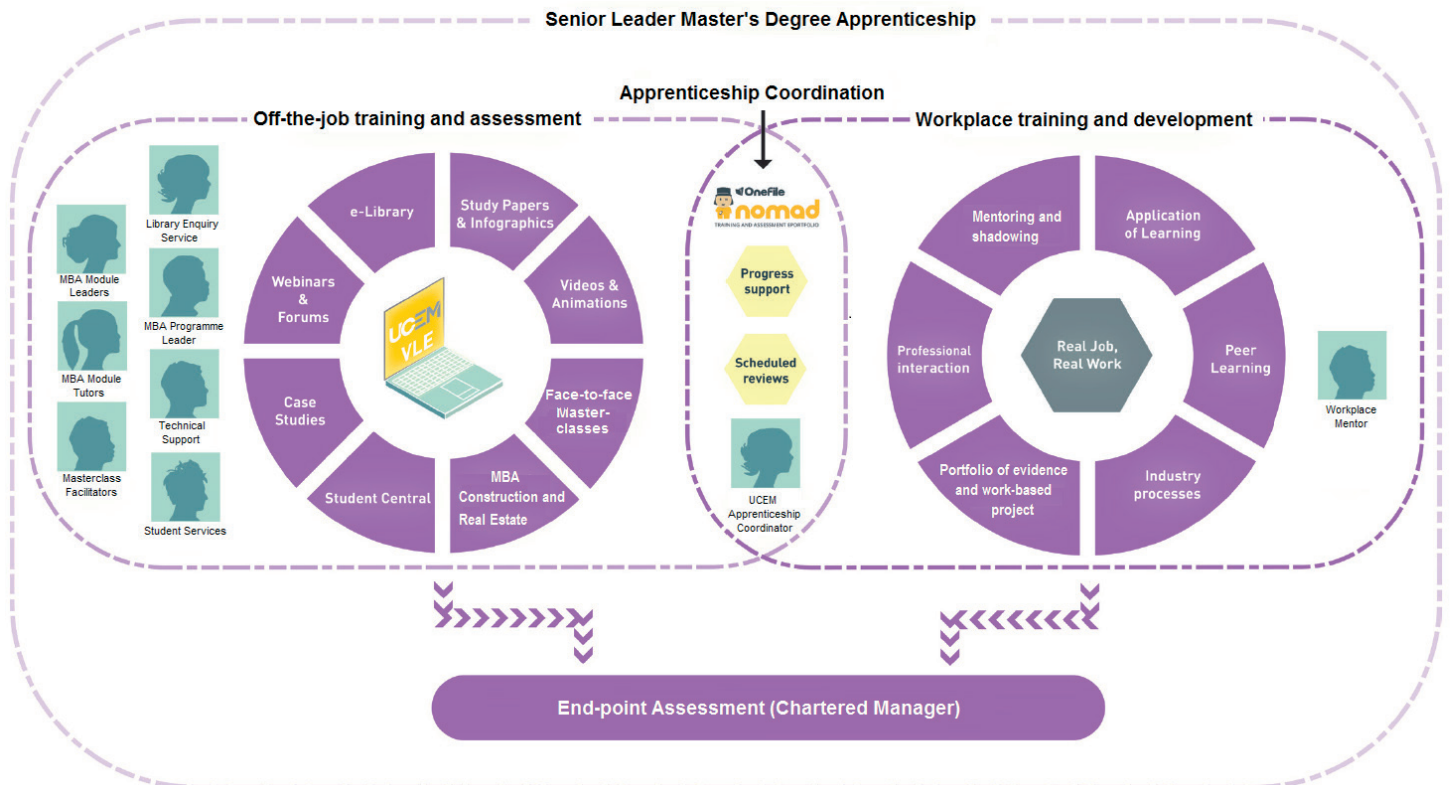 Senior Leader Master's Degree Apprenticeship
Apprenticeship Coordination
Off-the-job training and assessment
Workplace training and development
Library Enquiry
Service
MBA Module
Leaders
MBA Programme
Leader
MBA Module
Tutors
Technical
Support
Masterclass
Facilitators
Student Services
e-Library
Study Papers
& Infographics
Videos &
Animations
Face-to-face
Master-
classes
MBA
Construction and
Real Estate
Student Central
Case
Studies
Webinars
&
Forums
UCEM
VLE
OneFile
nomad
TRAINING AND ASSESSMENT EPORTFOLIO
Progress
support
Scheduled
reviews
UCEM
Apprenticeship
Coordinator
Mentoring and
shadowing
Application
of Learning
Peer
Learning
Industry
processes
Portfolio of evidence
and work-based
project
Professional
interaction
Real Job,
Real Work
Workplace
Mentor
End-point Assessment (Chartered Manager)